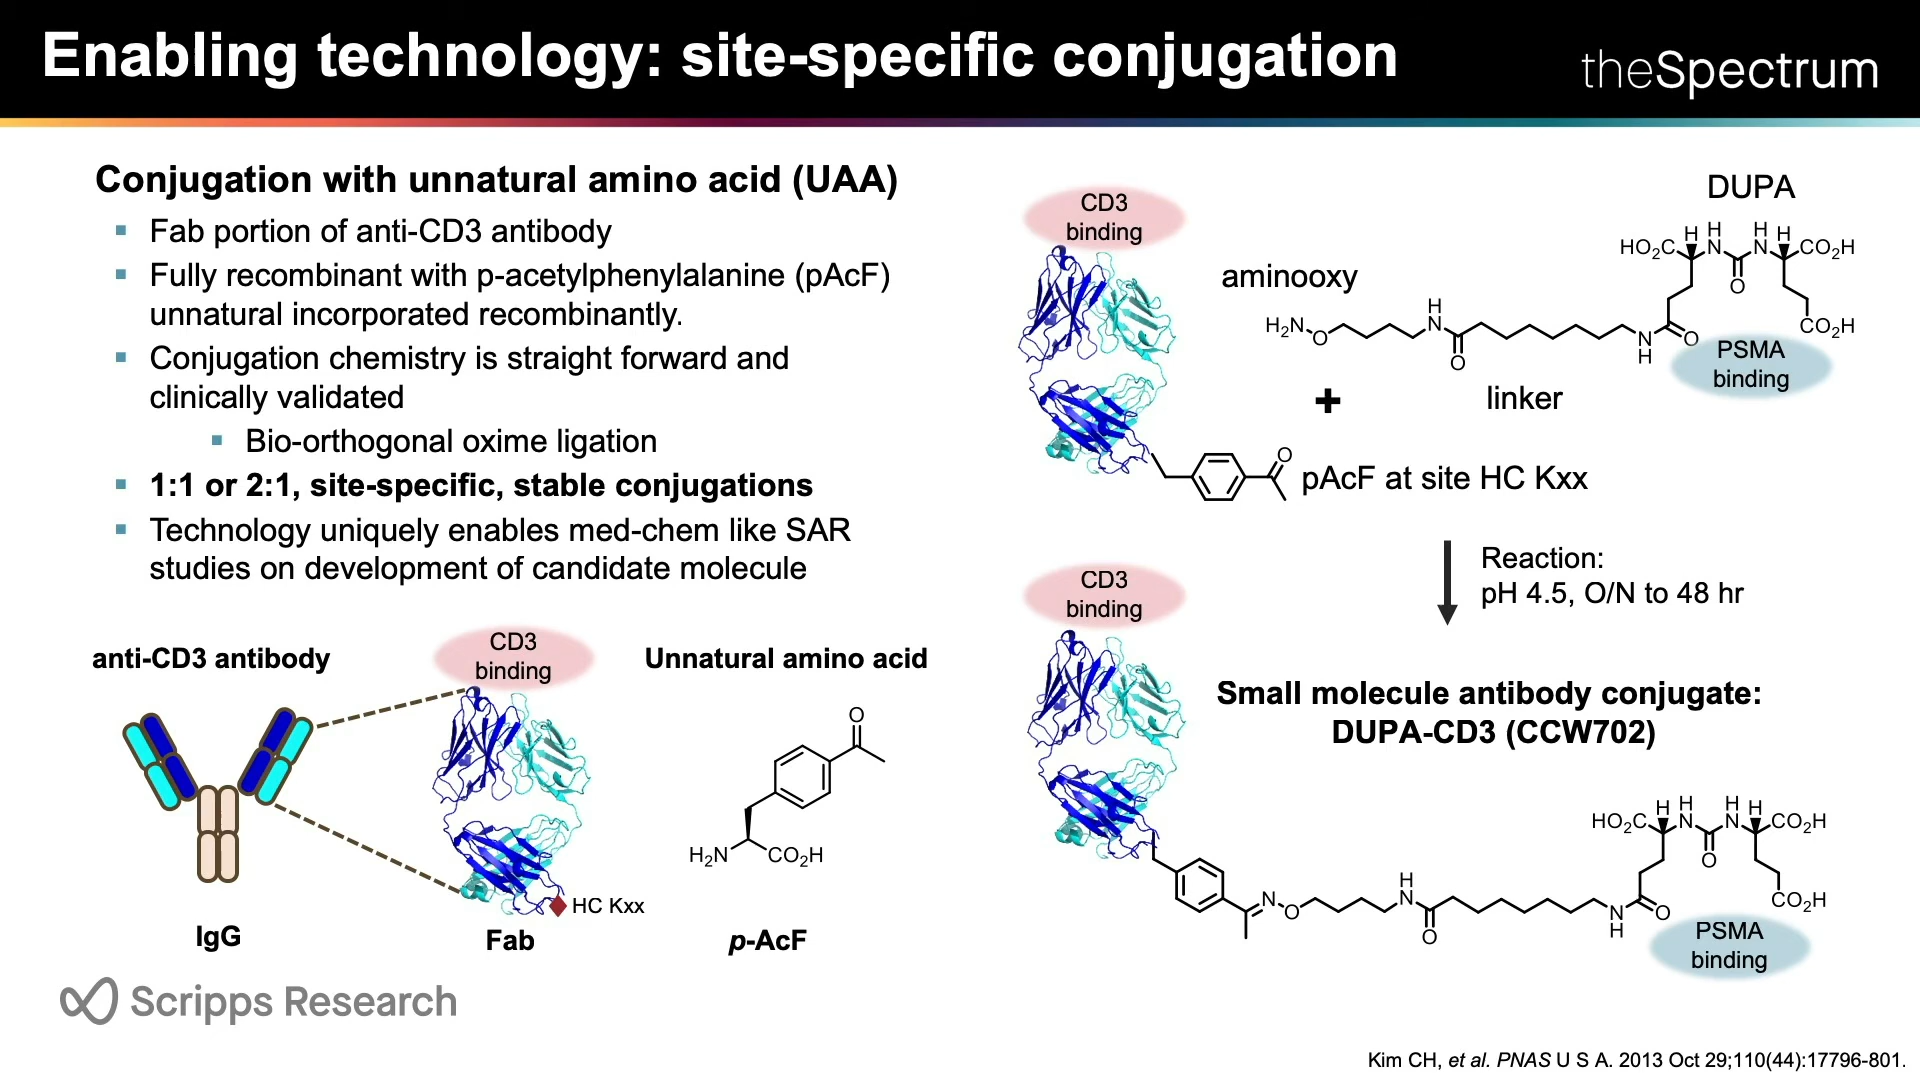 Enabling technology: site-specific conjugation
theSpectrum
Conjugation with unnatural amino acid (UAA)
Fab portion of anti-CD3 antibody
Fully recombinant with p-acetylphenylalanine (pAcF)
unnatural incorporated recombinantly.
Conjugation chemistry is straight forward and
clinically validated
Bio-orthogonal oxime ligation
1:1 or 2:1, site-specific, stable conjugations
Technology uniquely enables med-chem like SAR
studies on development of candidate molecule
anti-CD3 antibody
IgG
CD3
binding
HC Kxx
Fab
Unnatural amino acid
O
H₂N
CO₂H
p-AcF
CD3
binding
aminooxy
DUPA
HO₂C
H
H
N
H
N
H
CO₂H
O
CO₂H
H₂N
O
H
N
O
N
H
O
PSMA
binding
+
linker
O
pAcF at site HC Kxx
Reaction:
pH 4.5, O/N to 48 hr
CD3
binding
Small molecule antibody conjugate:
DUPA-CD3 (CCW702)
HO₂C
H
H
N
H
N
H
CO₂H
O
CO₂H
N
O
H
N
O
N
H
O
PSMA
binding
Scripps Research
Kim CH, et al. PNAS U S A. 2013 Oct 29;110(44):17796-801.